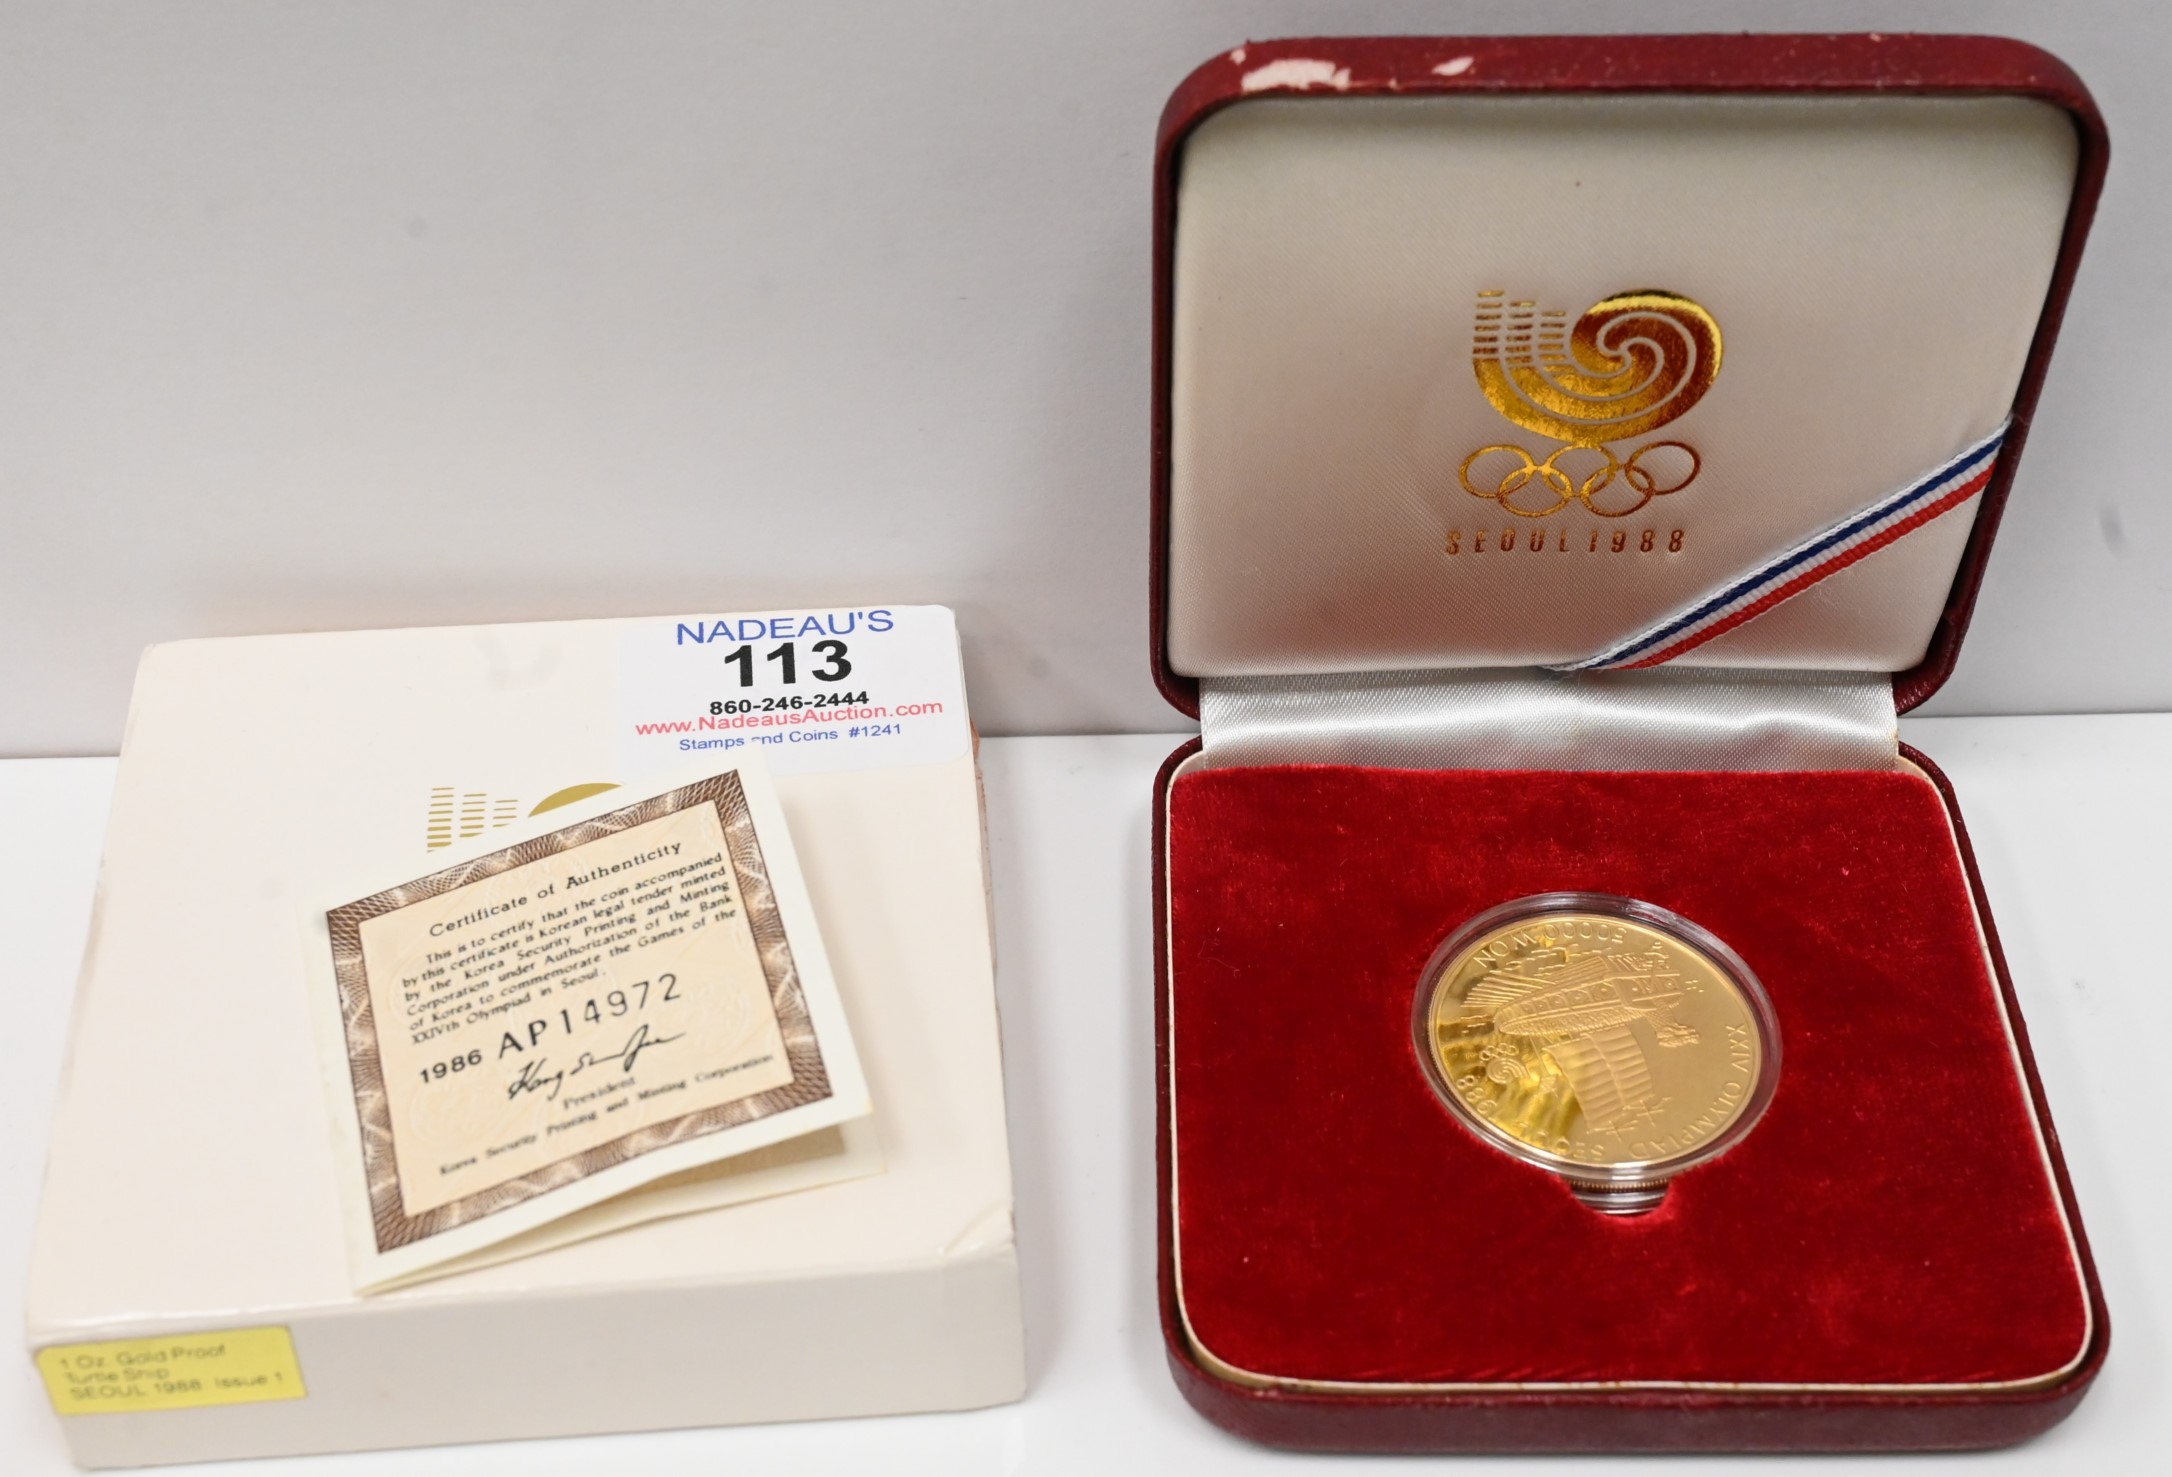 NADEAU'S
113
860-246-2444
www.NadeausAuction.com
Stamps and Coins #1241
Certificate of Authenticity
This is to certify that the coin accompanied
by this certificate is Korean legal tender minted
by the Korea Security Printing and Minting
Corporation under Authorization of the Bank
of Korea to commemorate the Games of the
XXIVth Olympiad in Seoul.
1986 AP14972
President
Korea Security Printing and Minting Corporation
1 Oz. Gold Proof
Turtle Ship
SEOUL 1988 Issue 1
SEOUL 1988
50000 WON
XXIV OLYMPIAD
SEOUL 1988